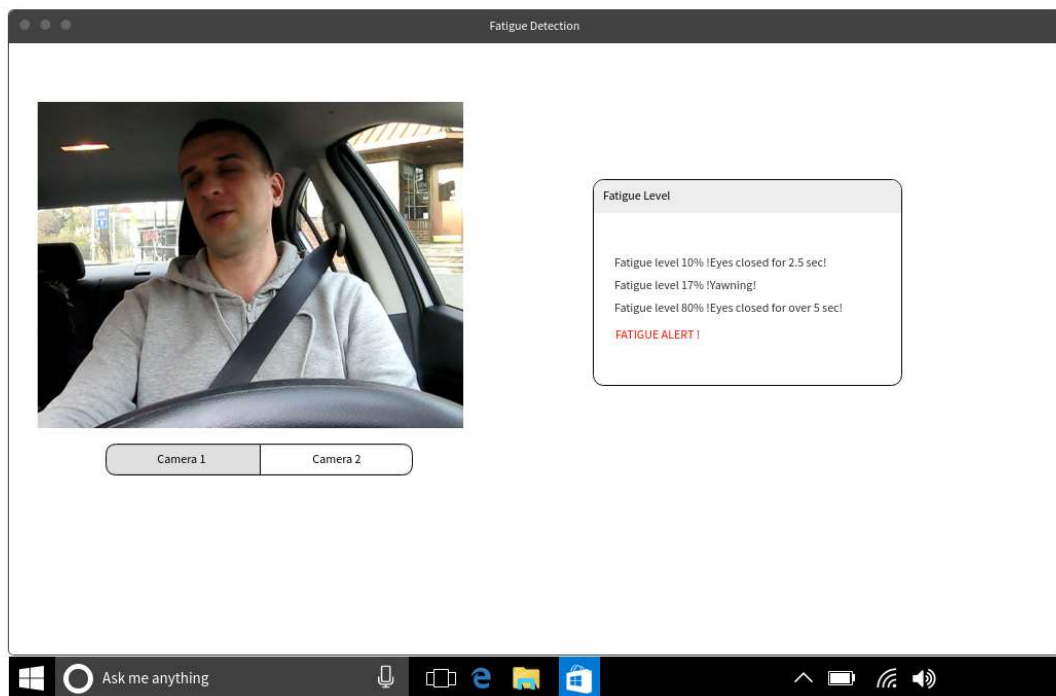 Fatigue Detection
Fatigue Level
Fatigue level 10% !Eyes closed for 2.5 sec!
Fatigue level 17% !Yawning!
Fatigue level 80% !Eyes closed for over 5 sec!
FATIGUE ALERT !
Camera 1
Camera 2
Ask me anything